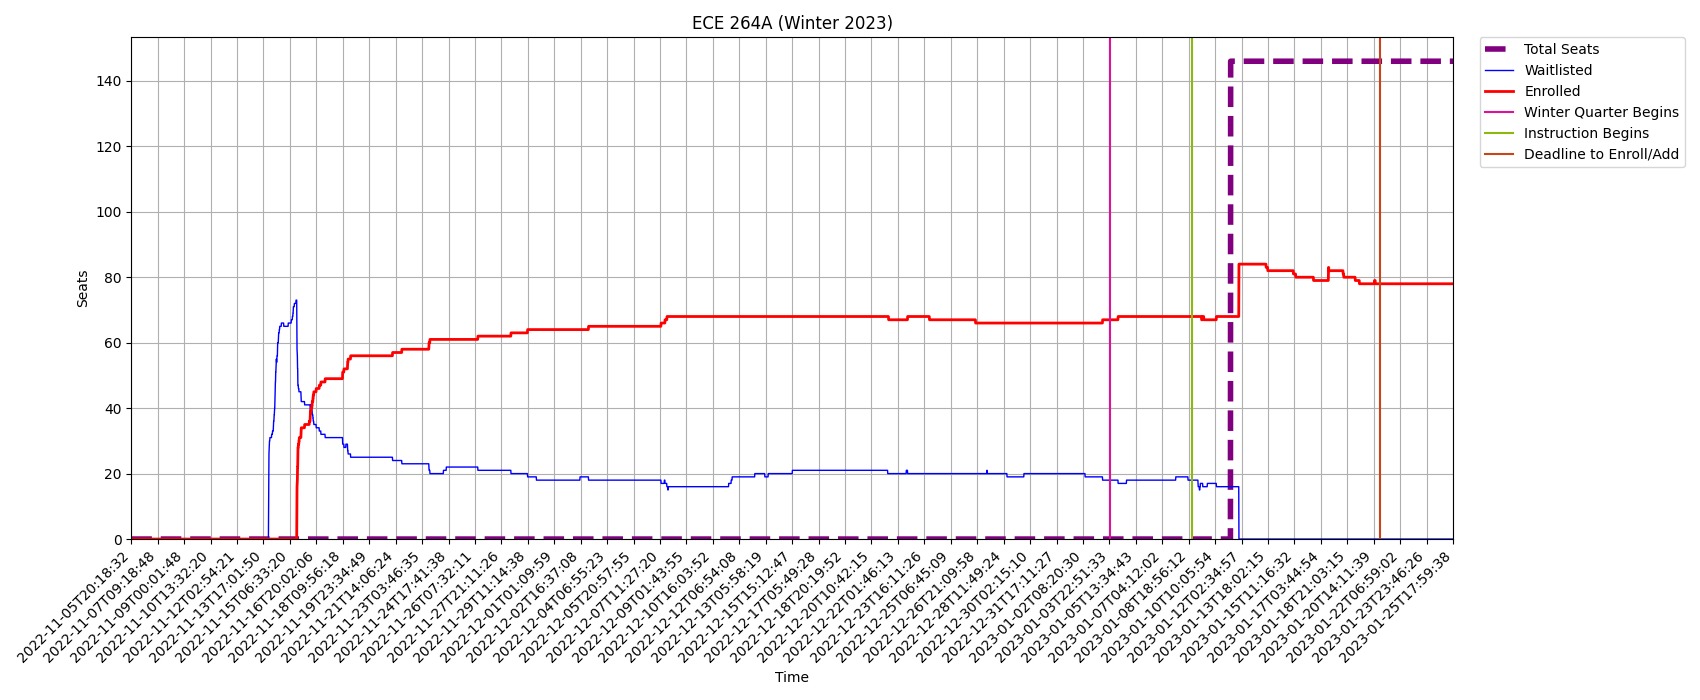 ECE 264A (Winter 2023)
Total Seats
Waitlisted
Enrolled
Winter Quarter Begins
Instruction Begins
Deadline to Enroll/Add
Seats
140
120
100
80
60
40
20
0
2022-11-05T20:18:32
2022-11-07T09:18:48
2022-11-09T00:01:48
2022-11-10T13:32:20
2022-11-12T02:54:21
2022-11-13T17:01:50
2022-11-15T06:33:20
2022-11-16T20:02:06
2022-11-18T09:56:18
2022-11-19T23:34:49
2022-11-21T14:06:24
2022-11-23T03:46:35
2022-11-24T17:41:38
2022-11-26T07:32:11
2022-11-27T21:11:26
2022-11-29T11:14:38
2022-12-01T01:09:59
2022-12-02T16:37:08
2022-12-04T06:55:23
2022-12-05T20:57:55
2022-12-07T11:27:20
2022-12-09T01:43:55
2022-12-10T16:03:52
2022-12-12T06:54:08
2022-12-13T05:58:19
2022-12-15T15:12:47
2022-12-17T05:49:28
2022-12-18T20:19:52
2022-12-20T10:42:15
2022-12-22T01:46:13
2022-12-23T16:11:26
2022-12-25T06:45:09
2022-12-26T21:09:58
2022-12-28T11:49:24
2022-12-30T02:15:10
2022-12-31T17:11:27
2023-01-02T08:20:30
2023-01-03T22:51:33
2023-01-05T13:34:43
2023-01-07T04:12:02
2023-01-08T18:56:12
2023-01-10T10:05:54
2023-01-12T02:34:57
2023-01-13T18:02:15
2023-01-15T11:16:32
2023-01-17T03:44:54
2023-01-18T21:03:15
2023-01-20T14:11:39
2023-01-22T06:59:02
2023-01-23T23:46:26
2023-01-25T17:59:38
Time